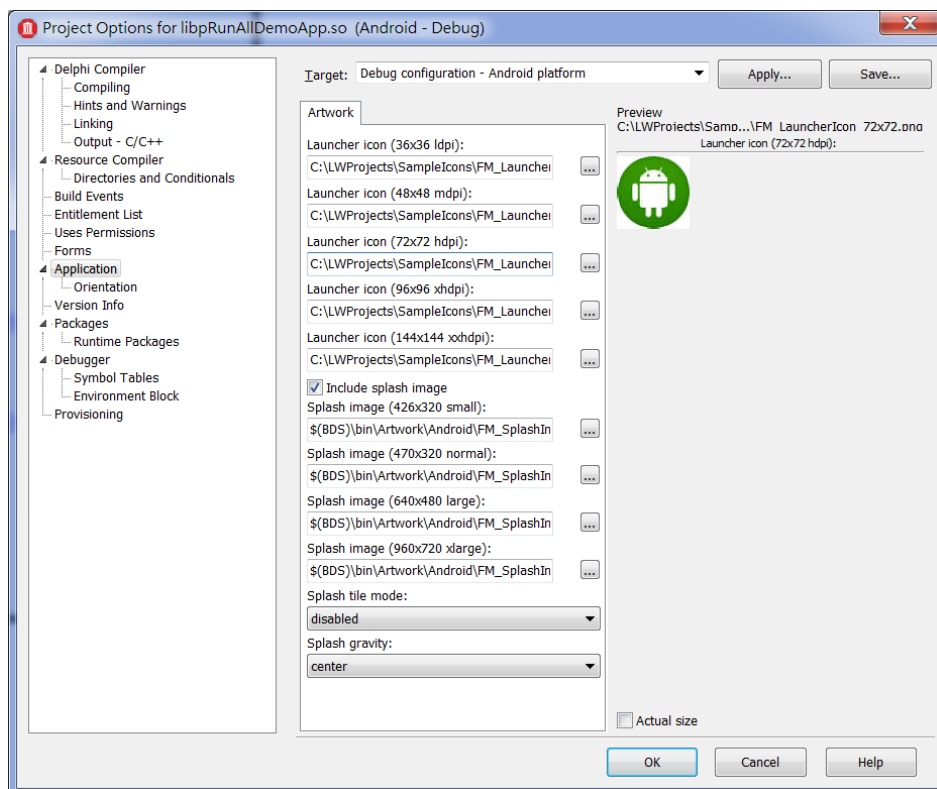 Project Options for libpRunAllDemoApp.so (Android - Debug)
Delphi Compiler
Compiling
Hints and Warnings
Linking
Output - C/C++
Resource Compiler
Directories and Conditionals
Build Events
Entitlement List
Uses Permissions
Forms
Application
Orientation
Version Info
Packages
Runtime Packages
Debugger
Symbol Tables
Environment Block
Provisioning
Target: Debug configuration - Android platform
Apply...
Save...
Artwork
Launcher icon (36x36 ldpi):
C:\LWProjects\SampleIcons\FM_Launcher
...
Launcher icon (48x48 mdpi):
C:\LWProjects\SampleIcons\FM_Launcher
...
Launcher icon (72x72 hdpi):
C:\LWProjects\SampleIcons\FM_Launcher
...
Launcher icon (96x96 xhdpi):
C:\LWProjects\SampleIcons\FM_Launcher
...
Launcher icon (144x144 xxhdpi):
C:\LWProjects\SampleIcons\FM_Launcher
...
Include splash image
Splash image (426x320 small):
$(BDS)\bin\Artwork\Android\FM_SplashIn
...
Splash image (470x320 normal):
$(BDS)\bin\Artwork\Android\FM_SplashIn
...
Splash image (640x480 large):
$(BDS)\bin\Artwork\Android\FM_SplashIn
...
Splash image (960x720 xlarge):
$(BDS)\bin\Artwork\Android\FM_SplashIn
...
Splash tile mode:
disabled
Splash gravity:
center
Preview
C:\LWProjects\Samp...\FM_LauncherIcon_72x72.png
Launcher icon (72x72 hdpi):
Actual size
OK
Cancel
Help